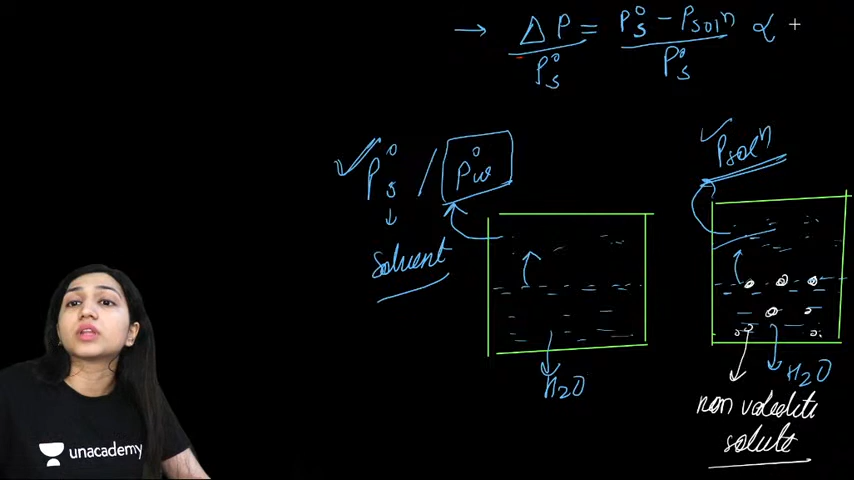 → ΔP/P°s = P°s − Psolⁿ/P°s α +
✓ P°s / P°w
✓ Psolⁿ
solvent
H₂O
H₂O
non volatile
solute
unacademy